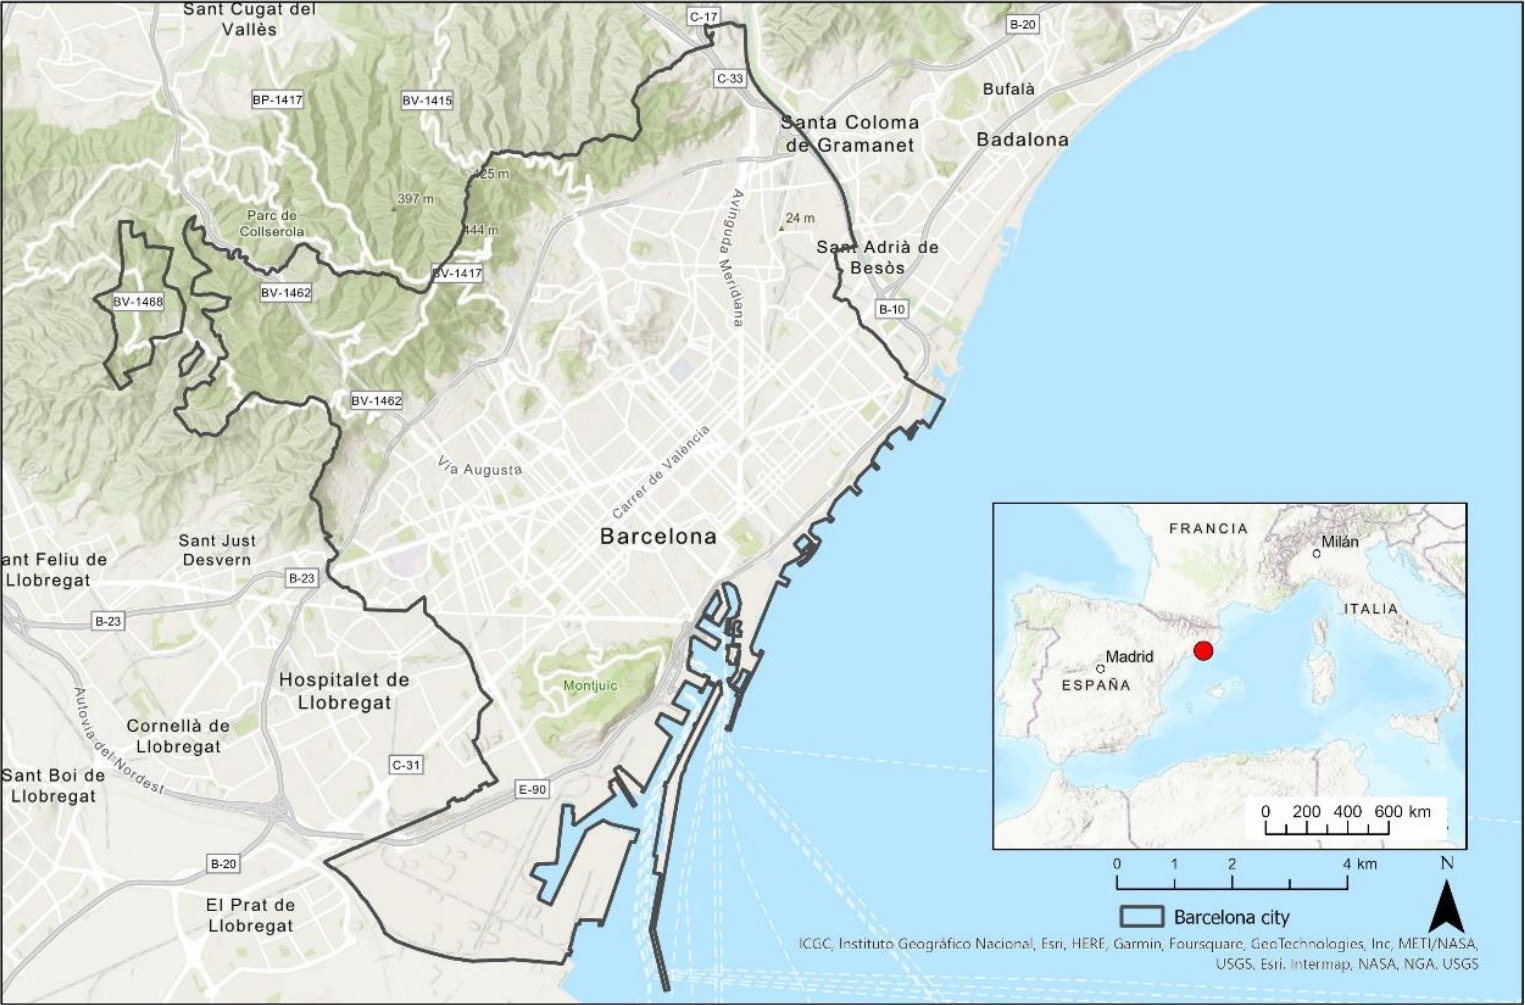 Sant Cugat del
Vallès
C-17
B-20
C-33
Bufalà
BP-1417
BV-1415
Santa Coloma
de Gramanet
Badalona
425 m
397 m
Parc de
Collserola
444 m
24 m
Avinguda Meridiana
Sant Adrià de
Besòs
BV-1417
BV-1462
BV-1468
B-10
BV-1462
Via Augusta
Carrer de València
Barcelona
Sant Just
Desvern
ant Feliu de
Llobregat
B-23
B-23
Hospitalet de
Llobregat
Montjuïc
Autovia del Nordest
Cornellà de
Llobregat
C-31
Sant Boi de
Llobregat
E-90
B-20
El Prat de
Llobregat
FRANCIA
Milán
ITALIA
Madrid
ESPAÑA
0 200 400 600 km
0 1 2 4 km
N
Barcelona city
ICGC, Instituto Geográfico Nacional, Esri, HERE, Garmin, Foursquare, GeoTechnologies, Inc, METI/NASA,
USGS, Esri, Intermap, NASA, NGA, USGS